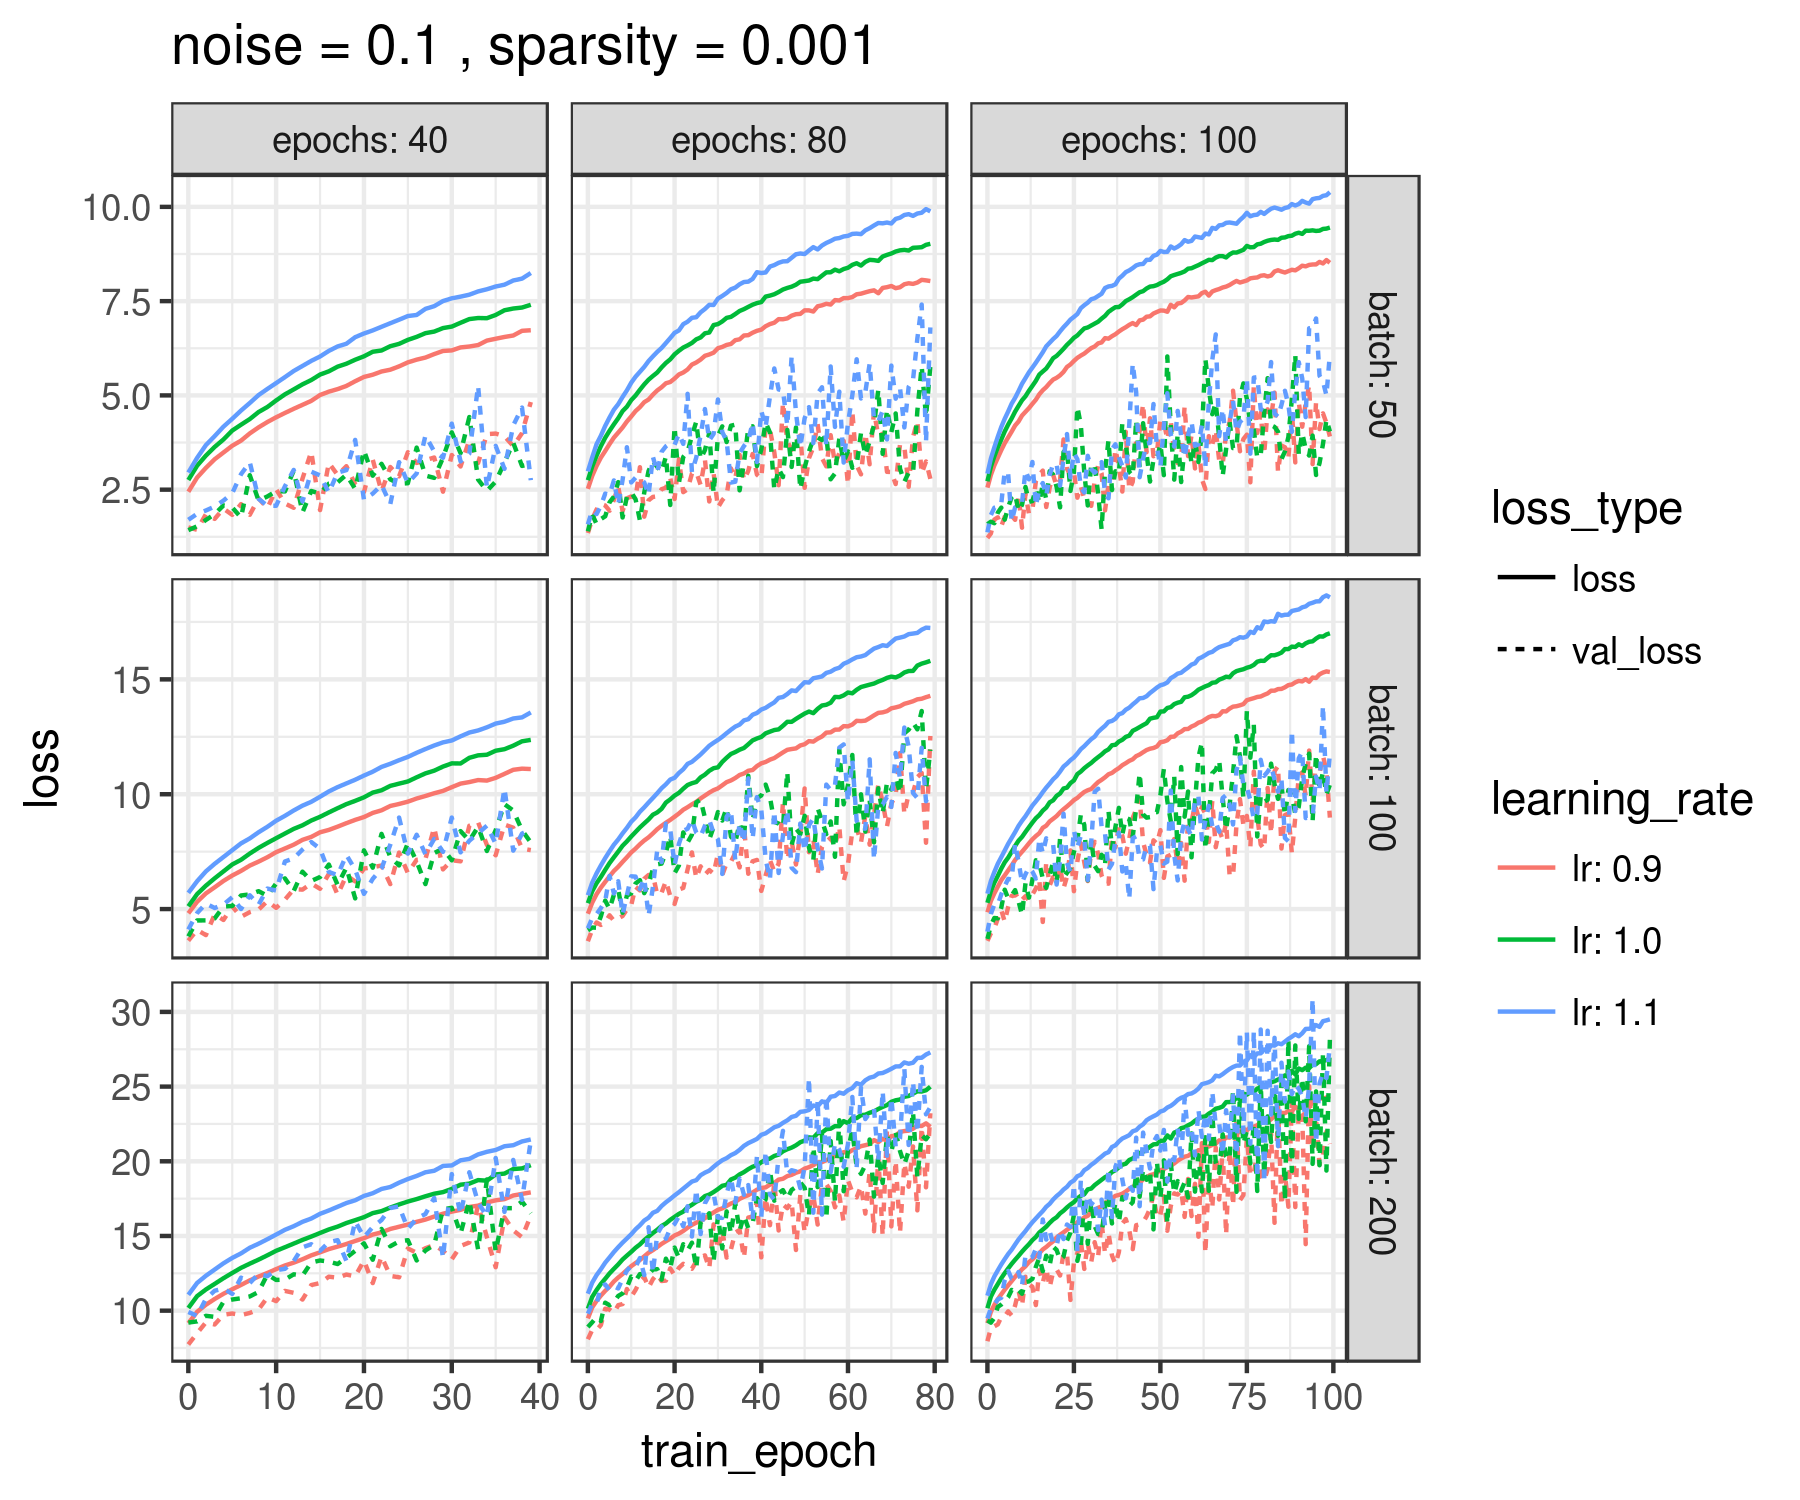 noise = 0.1 , sparsity = 0.001
epochs: 40
epochs: 80
epochs: 100
10.0
7.5
5.0
2.5
batch: 50
15
10
5
batch: 100
30
25
20
15
10
batch: 200
0 10 20 30 40
0 20 40 60 80
0 25 50 75 100
train_epoch
loss
loss_type
loss
val_loss
learning_rate
lr: 0.9
lr: 1.0
lr: 1.1